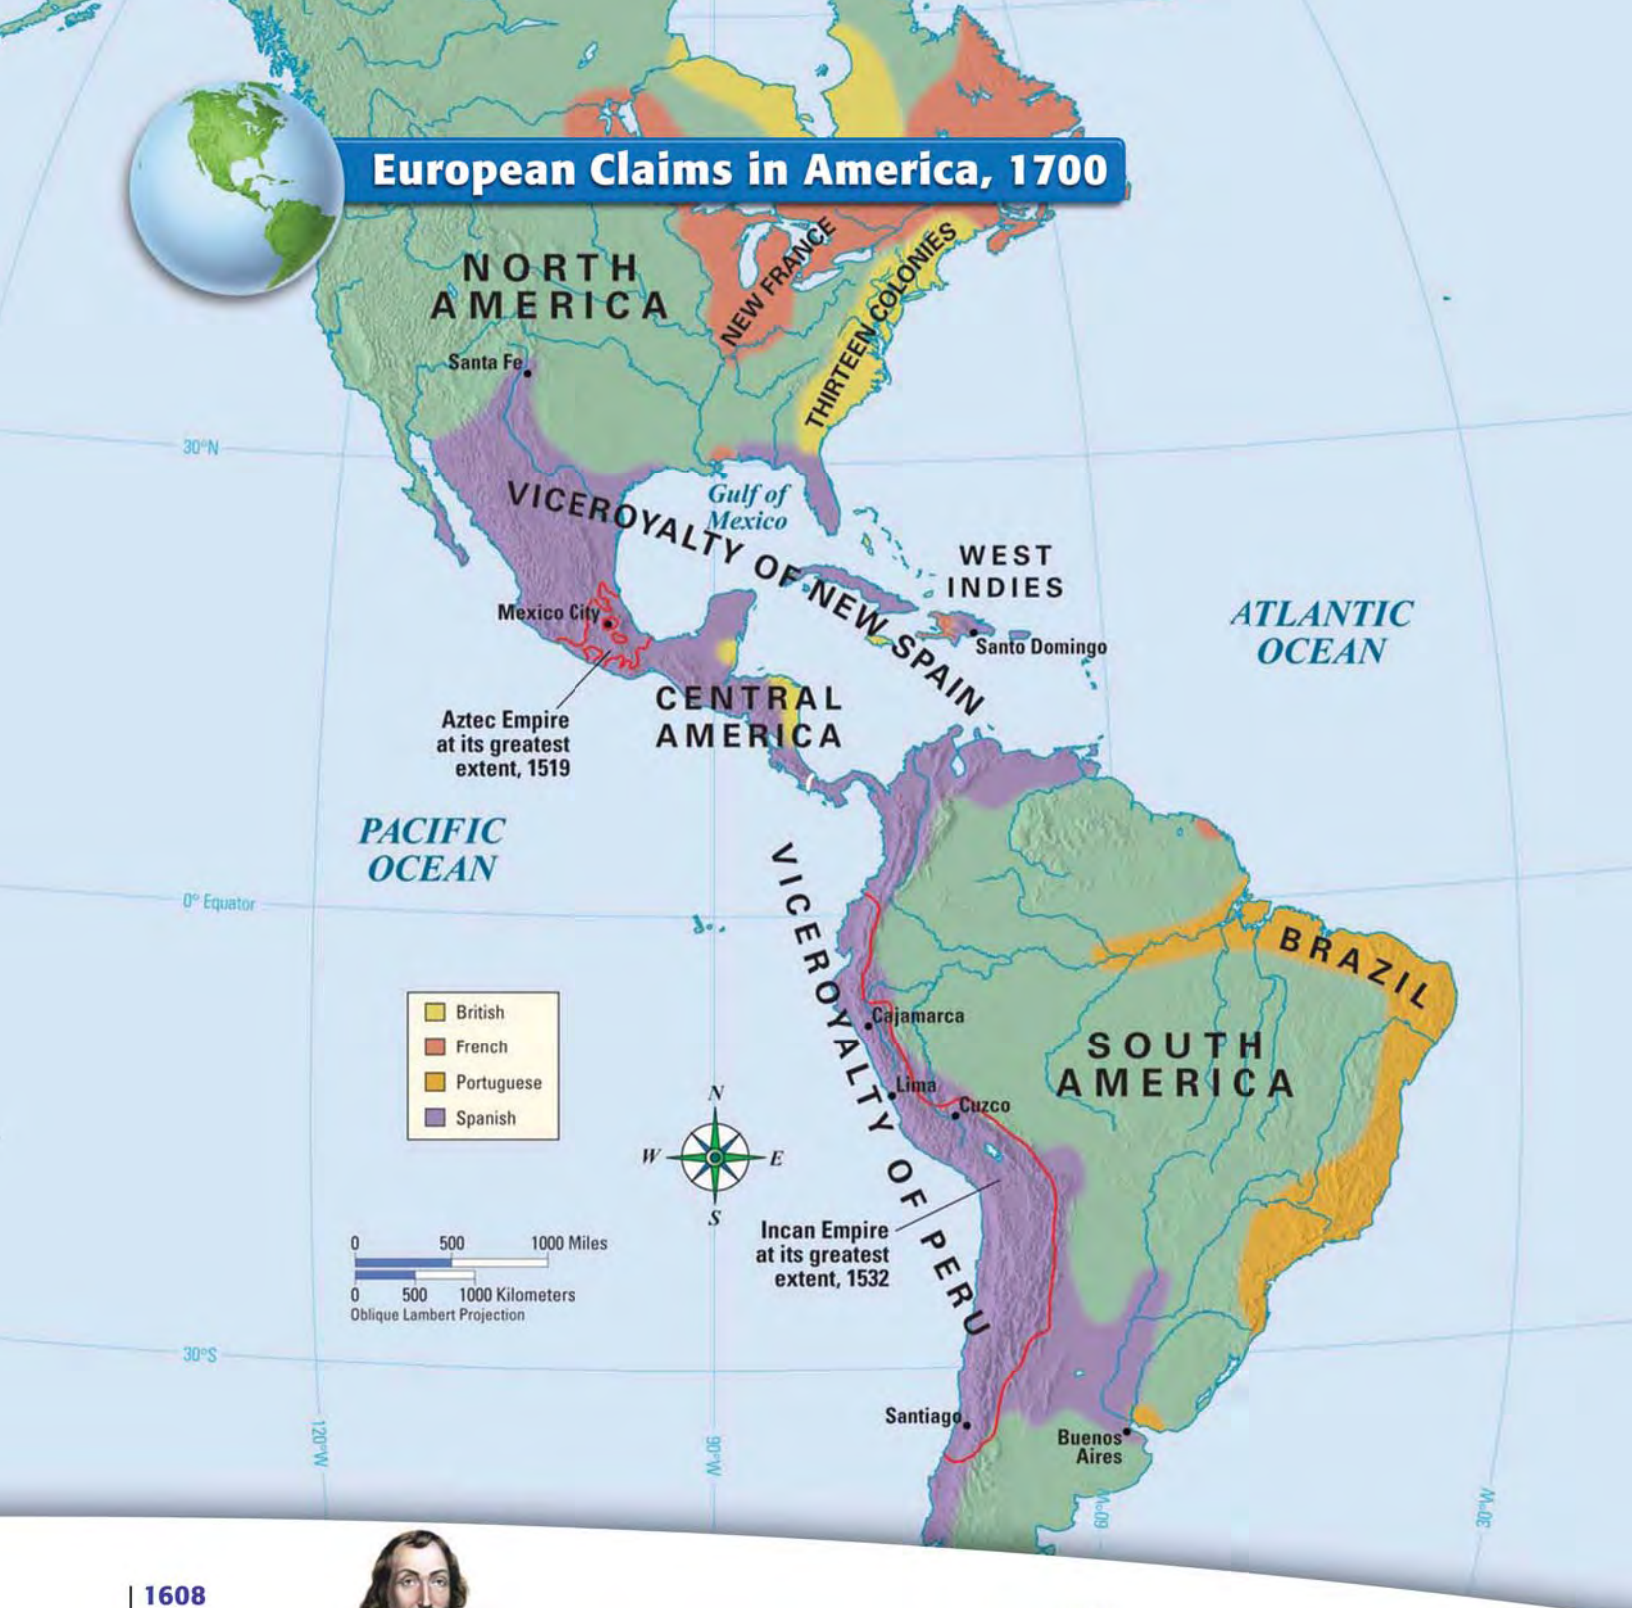 European Claims in America, 1700
NORTH
AMERICA
NEW FRANCE
THIRTEEN COLONIES
Santa Fe
30°N
VICEROYALTY OF NEW SPAIN
Gulf of
Mexico
WEST
INDIES
Mexico City
Santo Domingo
ATLANTIC
OCEAN
CENTRAL
AMERICA
Aztec Empire
at its greatest
extent, 1519
PACIFIC
OCEAN
VICEROYALTY OF PERU
0° Equator
BRAZIL
British
French
Portuguese
Spanish
Cajamarca
SOUTH
AMERICA
Lima
Cuzco
N
W
E
S
Incan Empire
at its greatest
extent, 1532
0 500 1000 Miles
0 500 1000 Kilometers
Oblique Lambert Projection
30°S
Santiago
Buenos
Aires
120°W
90°W
60°W
30°W
1608